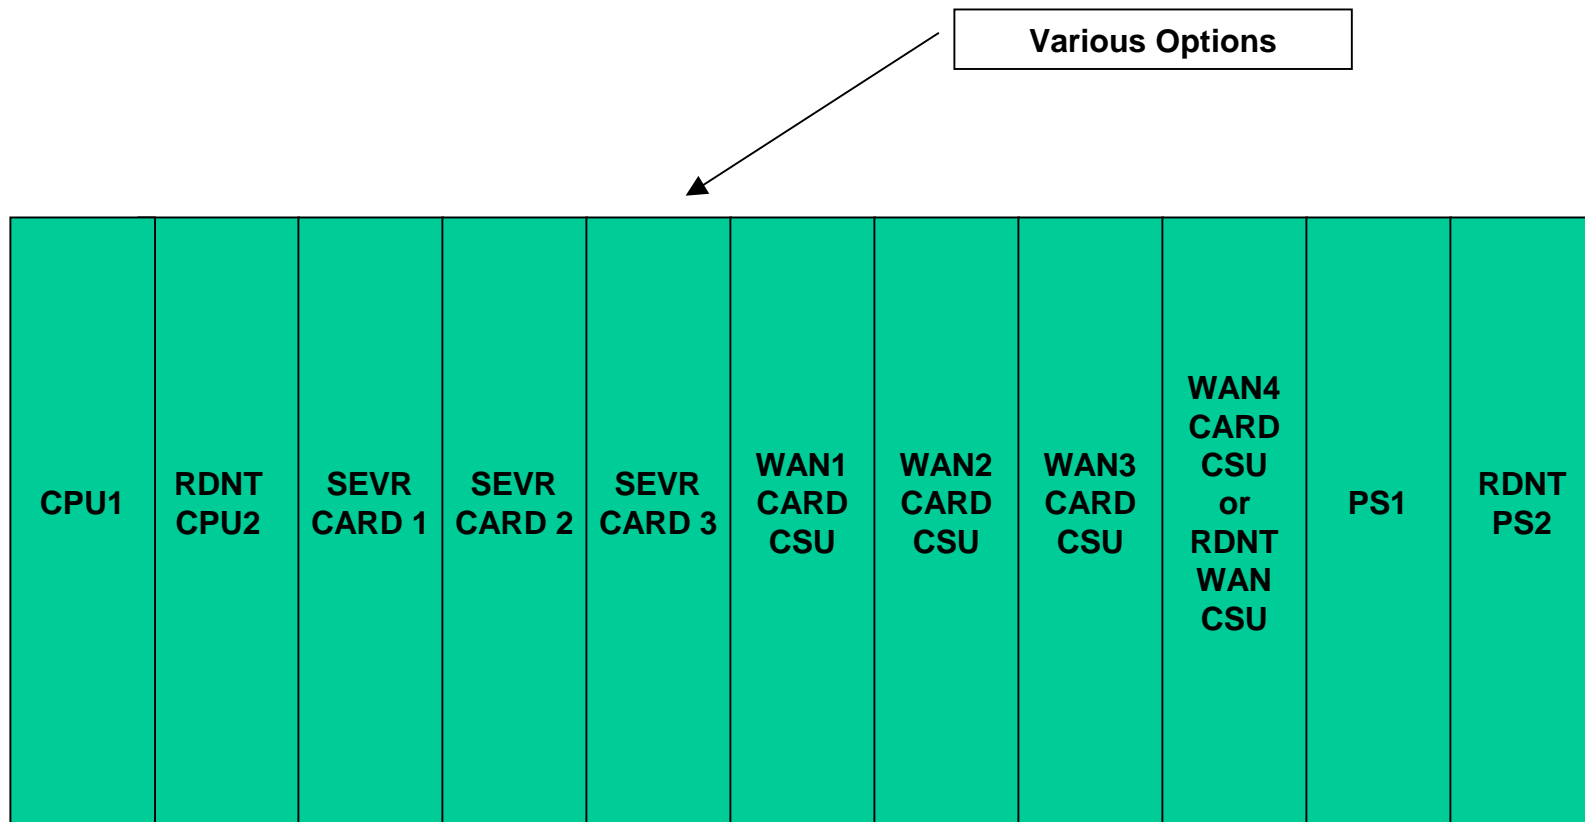 Various Options
CPU1
RDNT
CPU2
SEVR
CARD 1
SEVR
CARD 2
SEVR
CARD 3
WAN1
CARD
CSU
WAN2
CARD
CSU
WAN3
CARD
CSU
WAN4
CARD
CSU
or
RDNT
WAN
CSU
PS1
RDNT
PS2